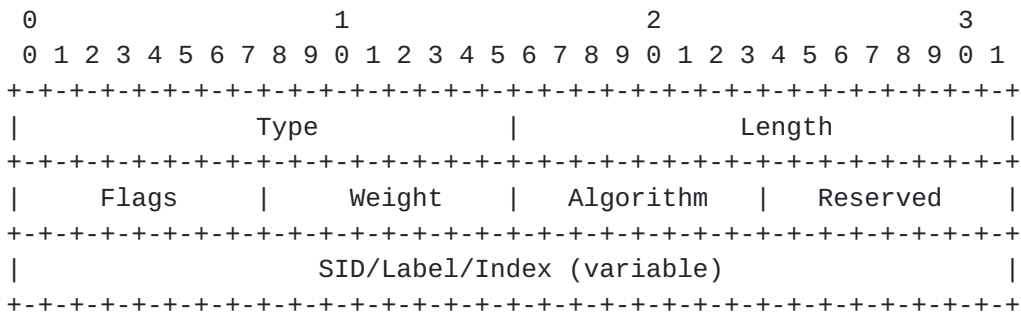 0                   1                   2                   3
 0 1 2 3 4 5 6 7 8 9 0 1 2 3 4 5 6 7 8 9 0 1 2 3 4 5 6 7 8 9 0 1
+-+-+-+-+-+-+-+-+-+-+-+-+-+-+-+-+-+-+-+-+-+-+-+-+-+-+-+-+-+-+-+-+
|               Type            |              Length           |
+-+-+-+-+-+-+-+-+-+-+-+-+-+-+-+-+-+-+-+-+-+-+-+-+-+-+-+-+-+-+-+-+
|     Flags     |     Weight    |   Algorithm   |   Reserved    |
+-+-+-+-+-+-+-+-+-+-+-+-+-+-+-+-+-+-+-+-+-+-+-+-+-+-+-+-+-+-+-+-+
|                   SID/Label/Index (variable)                  |
+-+-+-+-+-+-+-+-+-+-+-+-+-+-+-+-+-+-+-+-+-+-+-+-+-+-+-+-+-+-+-+-+